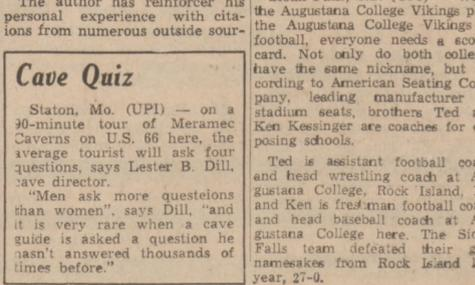 The author has reinforcer his
personal experience with cita-
ions from numerous outside sour-
Cave Quiz
Staton, Mo. (UPI) — on a
90-minute tour of Meramec
Caverns on U.S. 66 here, the
average tourist will ask four
questions, says Lester B. Dill,
cave director.
"Men ask more questeions
than women", says Dill, "and
it is very rare when a cave
guide is asked a question he
hasn't answered thousands of
times before."
the Augustana College Vikings p
the Augustana College Vikings
football, everyone needs a sco
card. Not only do both colle
have the same nickname, but
cording to American Seating Co
pany, leading manufacturer
stadium seats, brothers Ted a
Ken Kessinger are coaches for
posing schools.
Ted is assistant football coa
and head wrestling coach at A
gustana College, Rock Island,
and Ken is freshman football coa
and head baseball coach at
gustana College here. The Sio
Falls team defeated their
namesakes from Rock Island
year, 27-0.